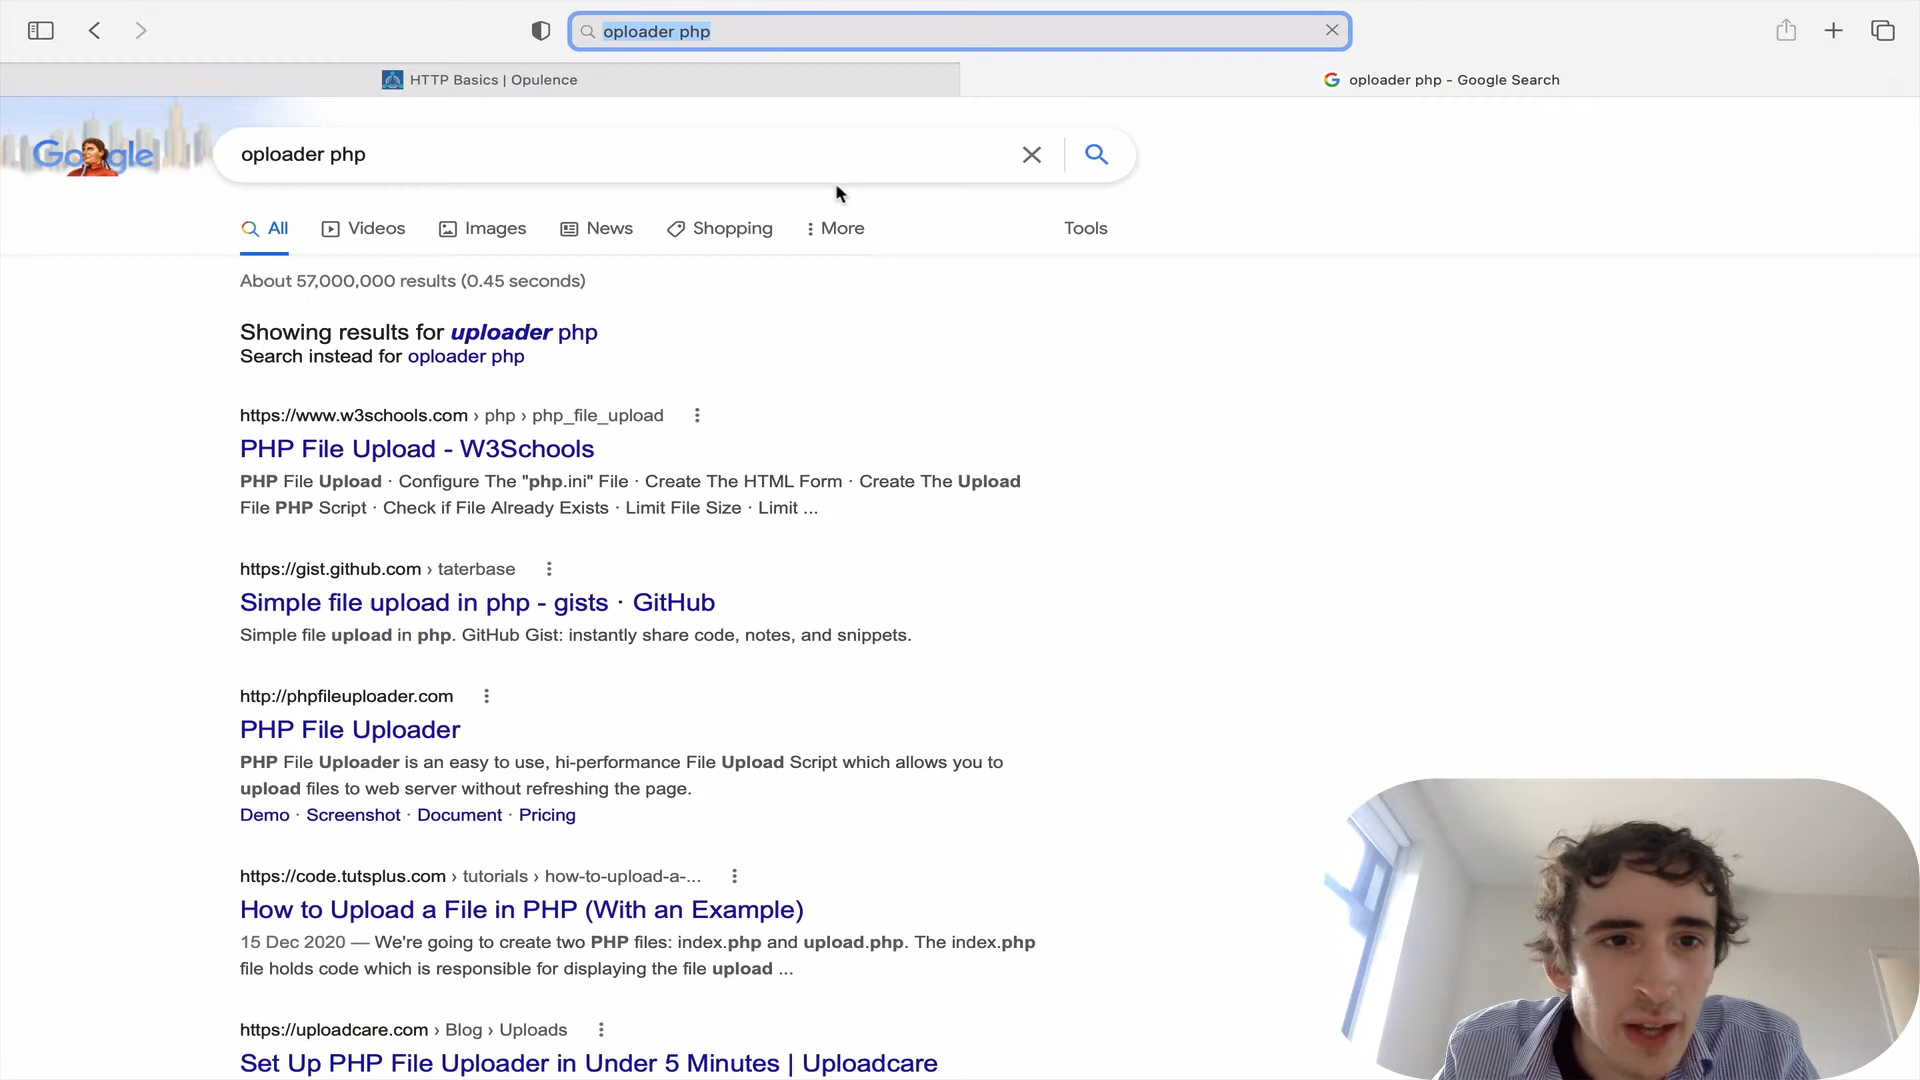 oploader php
HTTP Basics | Opulence
oploader php - Google Search
Google
oploader php
All
Videos
Images
News
Shopping
More
Tools
About 57,000,000 results (0.45 seconds)
Showing results for uploader php
Search instead for oploader php
https://www.w3schools.com › php › php_file_upload
PHP File Upload - W3Schools
PHP File Upload · Configure The "php.ini" File · Create The HTML Form · Create The Upload
File PHP Script · Check if File Already Exists · Limit File Size · Limit ...
https://gist.github.com › taterbase
Simple file upload in php - gists · GitHub
Simple file upload in php. GitHub Gist: instantly share code, notes, and snippets.
http://phpfileuploader.com
PHP File Uploader
PHP File Uploader is an easy to use, hi-performance File Upload Script which allows you to
upload files to web server without refreshing the page.
Demo · Screenshot · Document · Pricing
https://code.tutsplus.com › tutorials › how-to-upload-a-...
How to Upload a File in PHP (With an Example)
15 Dec 2020 — We're going to create two PHP files: index.php and upload.php. The index.php
file holds code which is responsible for displaying the file upload ...
https://uploadcare.com › Blog › Uploads
Set Up PHP File Uploader in Under 5 Minutes | Uploadcare